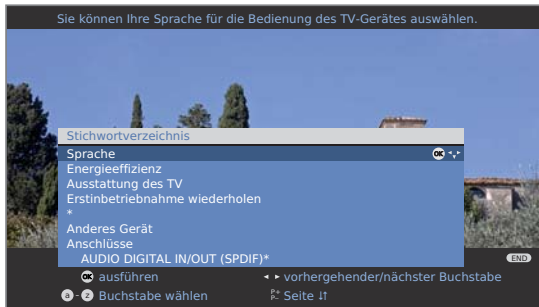 Sie können Ihre Sprache für die Bedienung des TV-Gerätes auswählen.
Stichwortverzeichnis
Sprache OK
Energieeffizienz
Ausstattung des TV
Erstinbetriebnahme wiederholen
*
Anderes Gerät
Anschlüsse
AUDIO DIGITAL IN/OUT (SPDIF)*
END
OK ausführen vorhergehender/nächster Buchstabe
a - z Buchstabe wählen P+ P– Seite ↓↑